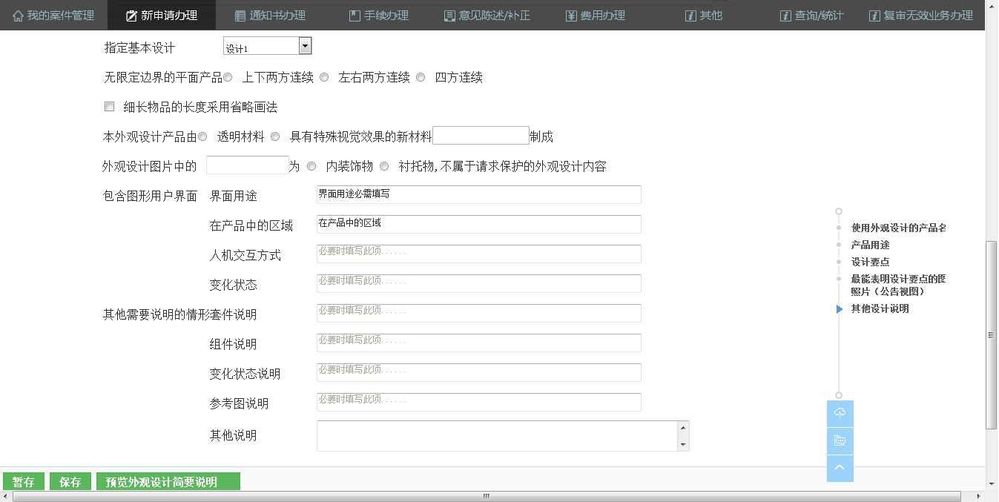 我的案件管理 新申请办理 通知书办理 手续办理 意见陈述/补正 费用办理 其他 查询/统计 复审无效业务办理
指定基本设计 设计1
无限定边界的平面产品 上下两方连续 左右两方连续 四方连续
细长物品的长度采用省略画法
本外观设计产品由 透明材料 具有特殊视觉效果的新材料 制成
外观设计图片中的 为 内装饰物 衬托物,不属于请求保护的外观设计内容
包含图形用户界面 界面用途 界面用途必需填写
在产品中的区域 在产品中的区域
人机交互方式 必要时填写此项......
变化状态 必要时填写此项......
其他需要说明的情形 套件说明 必要时填写此项......
组件说明 必要时填写此项......
变化状态说明 必要时填写此项......
参考图说明 必要时填写此项......
其他说明
使用外观设计的产品名
产品用途
设计要点
最能表明设计要点的图
照片（公告视图）
其他设计说明
暂存 保存 预览外观设计简要说明